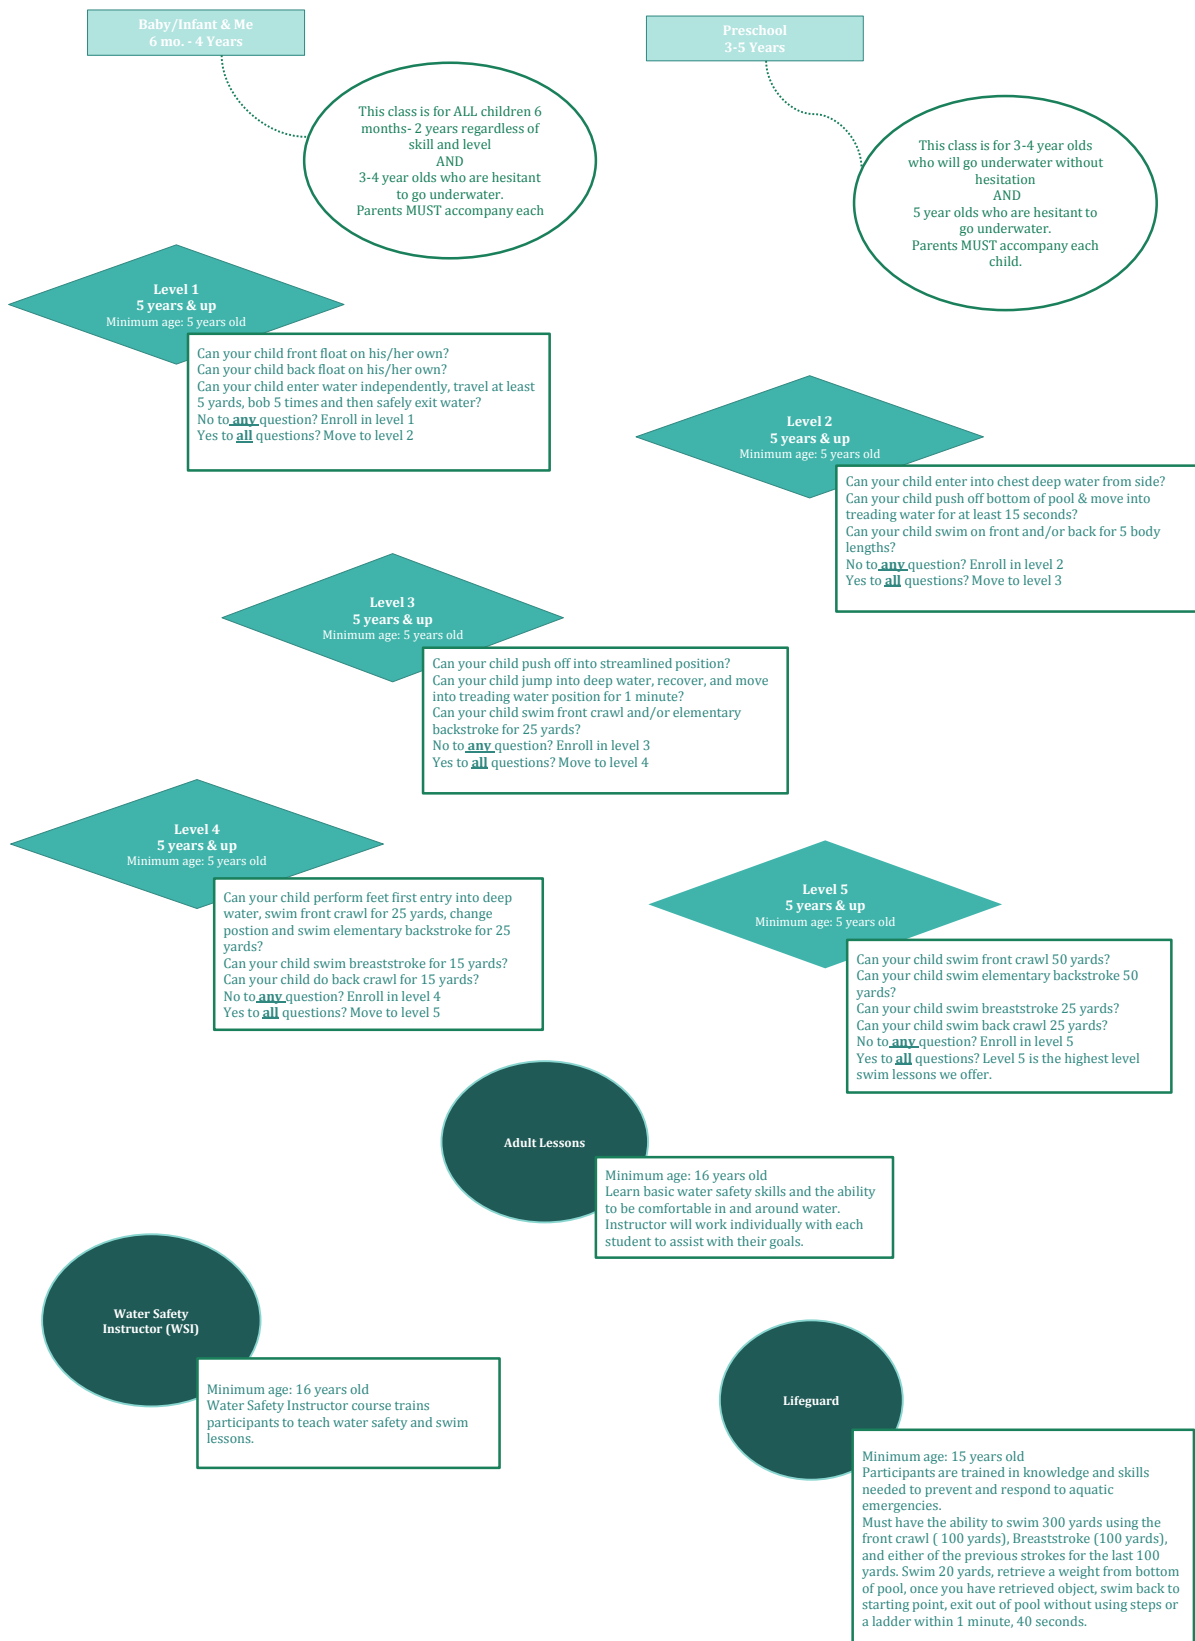 Baby/Infant & Me
6 mo. - 4 Years
Preschool
3-5 Years
This class is for ALL children 6
months- 2 years regardless of
skill and level
AND
3-4 year olds who are hesitant
to go underwater.
Parents MUST accompany each
This class is for 3-4 year olds
who will go underwater without
hesitation
AND
5 year olds who are hesitant to
go underwater.
Parents MUST accompany each
child.
Level 1
5 years & up
Minimum age: 5 years old
Can your child front float on his/her own?
Can your child back float on his/her own?
Can your child enter water independently, travel at least
5 yards, bob 5 times and then safely exit water?
No to any question? Enroll in level 1
Yes to all questions? Move to level 2
Level 2
5 years & up
Minimum age: 5 years old
Can your child enter into chest deep water from side?
Can your child push off bottom of pool & move into
treading water for at least 15 seconds?
Can your child swim on front and/or back for 5 body
lengths?
No to any question? Enroll in level 2
Yes to all questions? Move to level 3
Level 3
5 years & up
Minimum age: 5 years old
Can your child push off into streamlined position?
Can your child jump into deep water, recover, and move
into treading water position for 1 minute?
Can your child swim front crawl and/or elementary
backstroke for 25 yards?
No to any question? Enroll in level 3
Yes to all questions? Move to level 4
Level 4
5 years & up
Minimum age: 5 years old
Can your child perform feet first entry into deep
water, swim front crawl for 25 yards, change
postion and swim elementary backstroke for 25
yards?
Can your child swim breaststroke for 15 yards?
Can your child do back crawl for 15 yards?
No to any question? Enroll in level 4
Yes to all questions? Move to level 5
Level 5
5 years & up
Minimum age: 5 years old
Can your child swim front crawl 50 yards?
Can your child swim elementary backstroke 50
yards?
Can your child swim breaststroke 25 yards?
Can your child swim back crawl 25 yards?
No to any question? Enroll in level 5
Yes to all questions? Level 5 is the highest level
swim lessons we offer.
Adult Lessons
Minimum age: 16 years old
Learn basic water safety skills and the ability
to be comfortable in and around water.
Instructor will work individually with each
student to assist with their goals.
Water Safety
Instructor (WSI)
Minimum age: 16 years old
Water Safety Instructor course trains
participants to teach water safety and swim
lessons.
Lifeguard
Minimum age: 15 years old
Participants are trained in knowledge and skills
needed to prevent and respond to aquatic
emergencies.
Must have the ability to swim 300 yards using the
front crawl ( 100 yards), Breaststroke (100 yards),
and either of the previous strokes for the last 100
yards. Swim 20 yards, retrieve a weight from bottom
of pool, once you have retrieved object, swim back to
starting point, exit out of pool without using steps or
a ladder within 1 minute, 40 seconds.